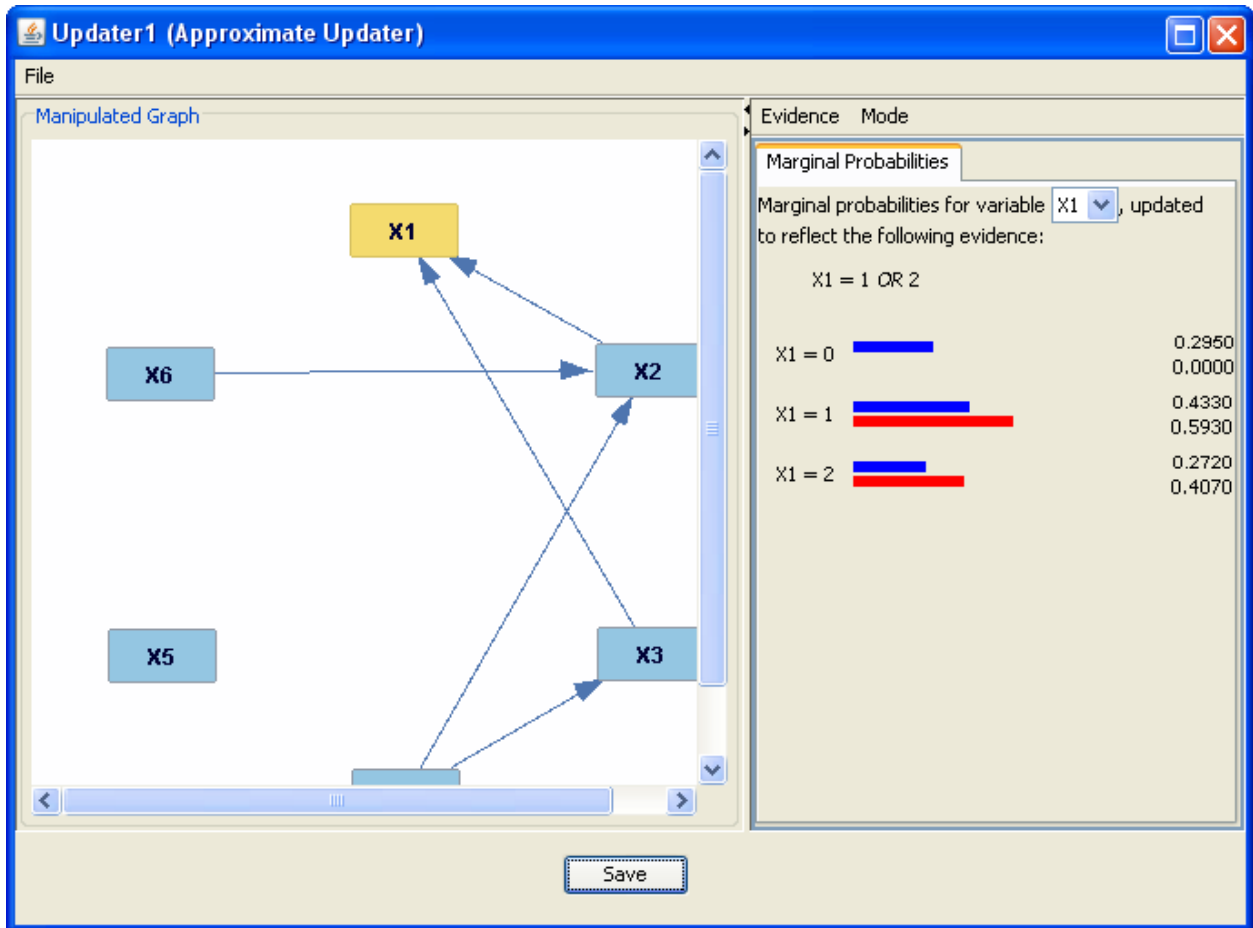 Updater1 (Approximate Updater)
File
Manipulated Graph
X1
X6
X2
X5
X3
Evidence Mode
Marginal Probabilities
Marginal probabilities for variable X1 , updated
to reflect the following evidence:
X1 = 1 OR 2
X1 = 0 0.2950
0.0000
X1 = 1 0.4330
0.5930
X1 = 2 0.2720
0.4070
Save